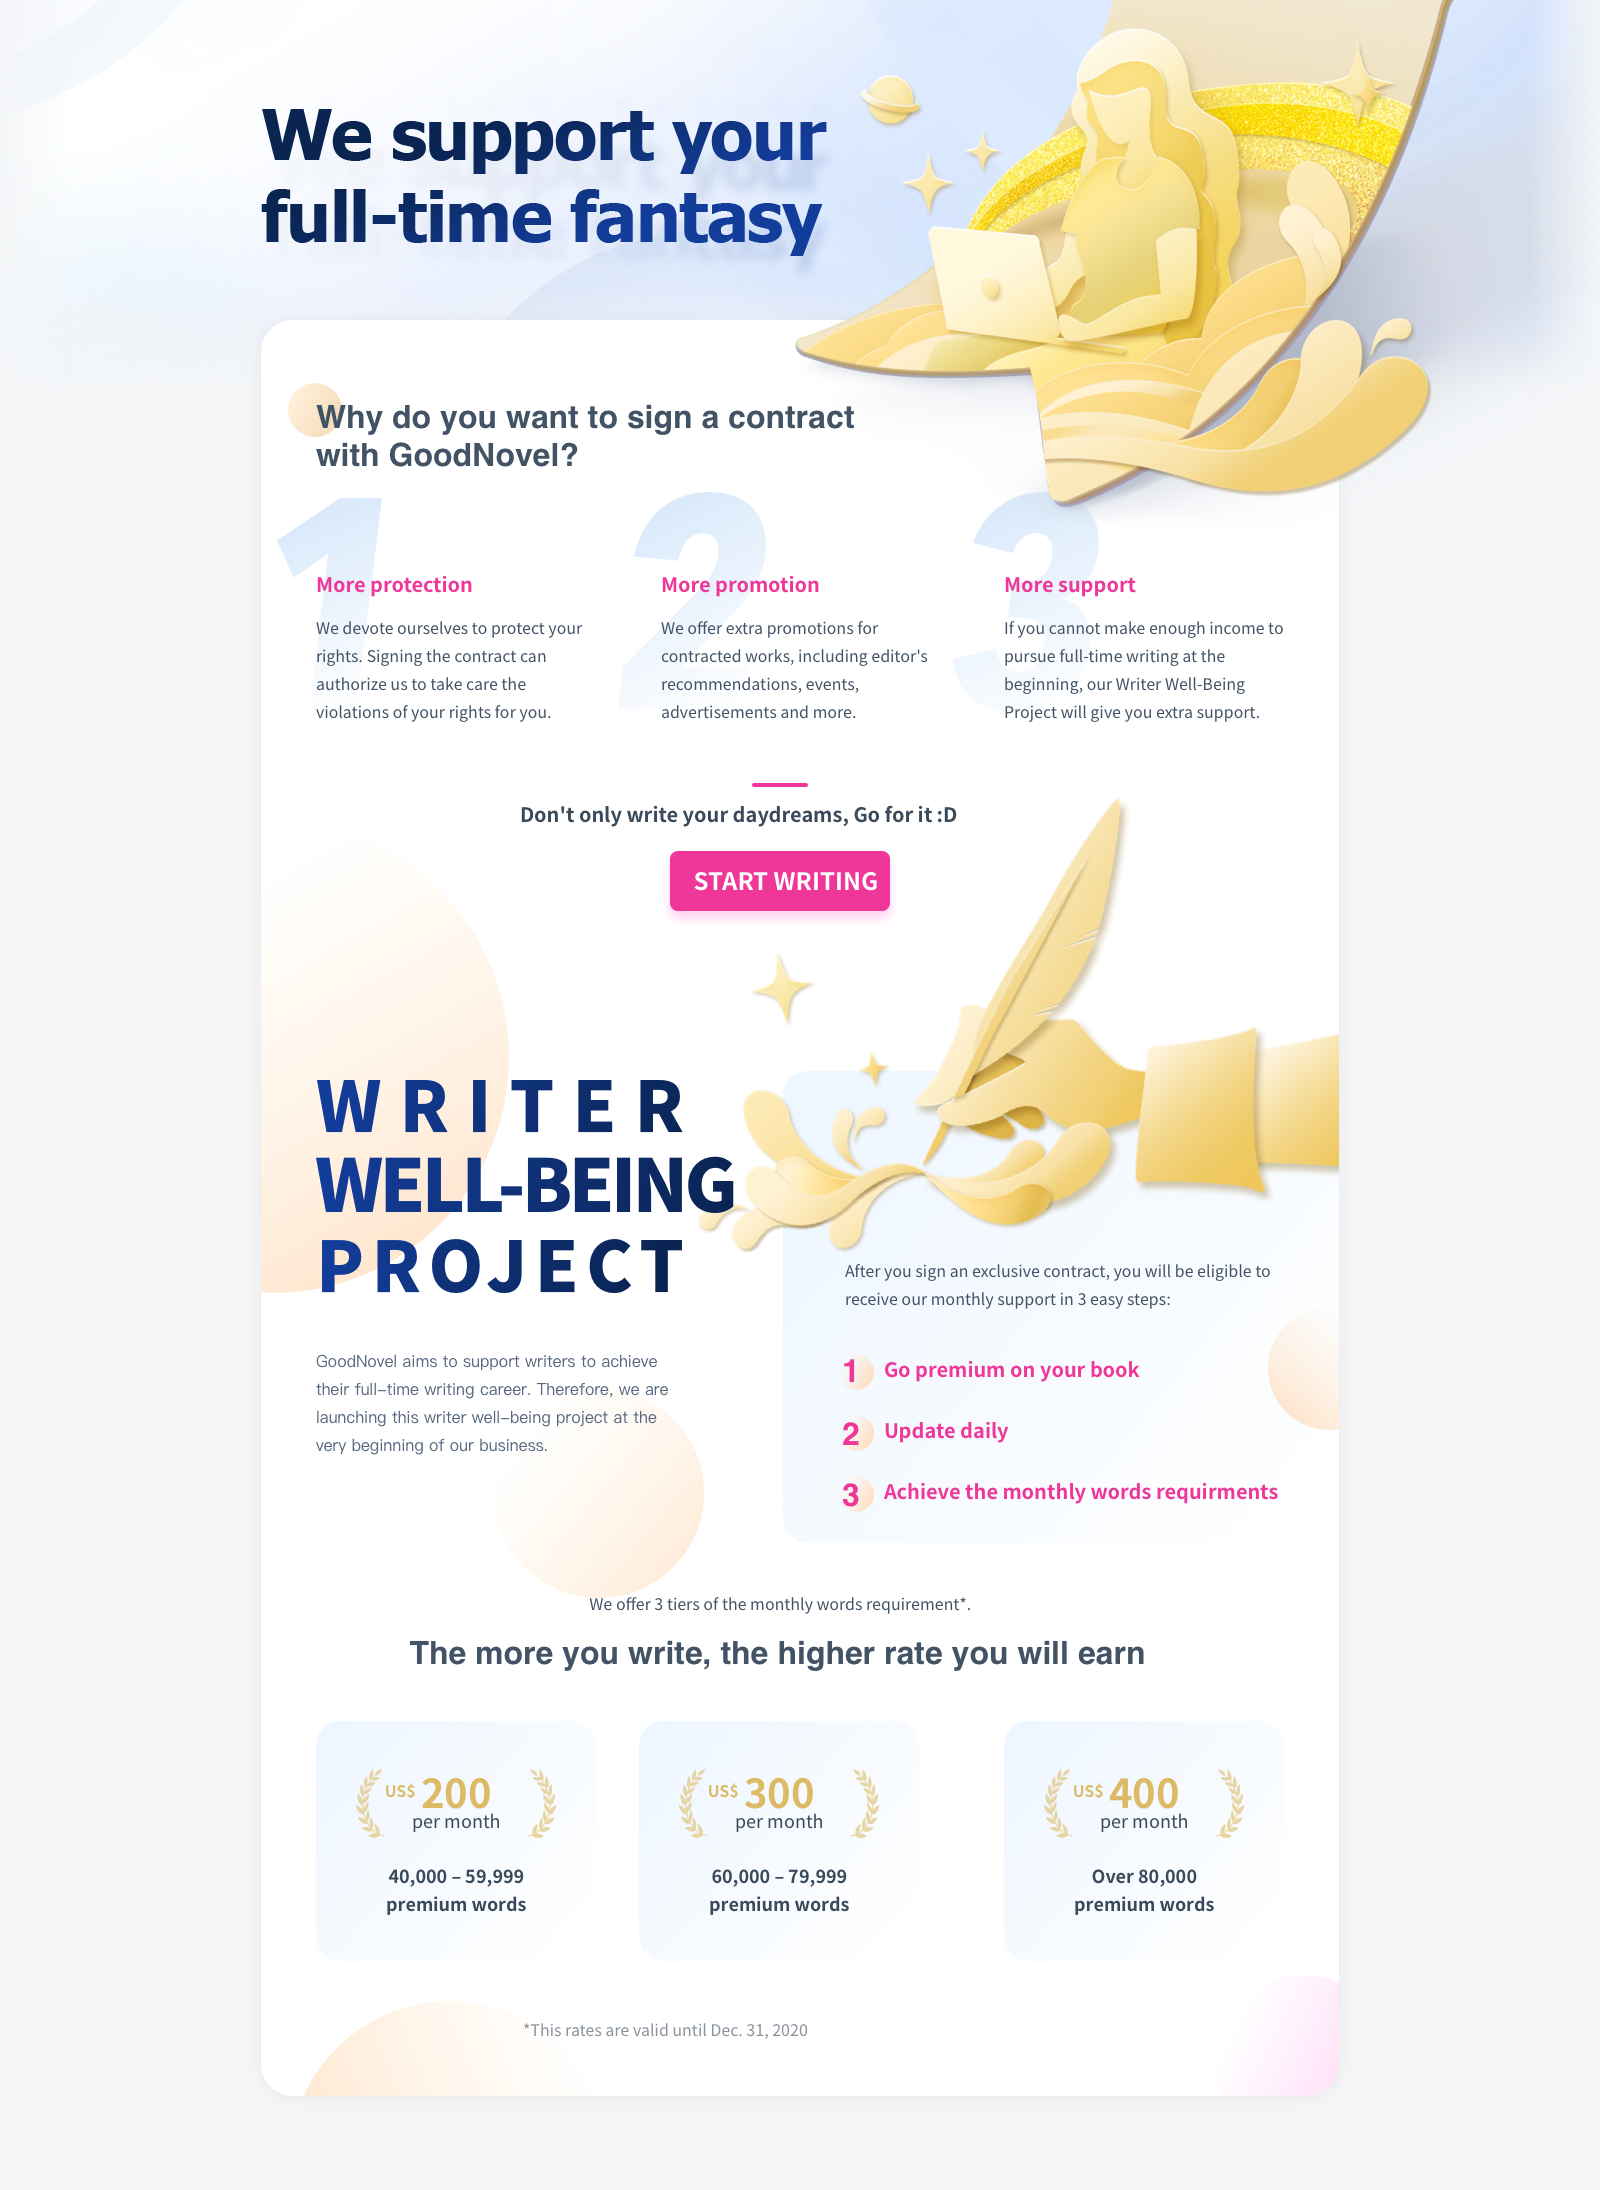 We support your
full-time fantasy
Why do you want to sign a contract
with GoodNovel?
1
More protection
We devote ourselves to protect your
rights. Signing the contract can
authorize us to take care the
violations of your rights for you.
2
More promotion
We offer extra promotions for
contracted works, including editor's
recommendations, events,
advertisements and more.
3
More support
If you cannot make enough income to
pursue full-time writing at the
beginning, our Writer Well-Being
Project will give you extra support.
Don't only write your daydreams, Go for it :D
START WRITING
WRITER
WELL-BEING
PROJECT
GoodNovel aims to support writers to achieve
their full-time writing career. Therefore, we are
launching this writer well-being project at the
very beginning of our business.
After you sign an exclusive contract, you will be eligible to
receive our monthly support in 3 easy steps:
1 Go premium on your book
2 Update daily
3 Achieve the monthly words requirments
We offer 3 tiers of the monthly words requirement*.
The more you write, the higher rate you will earn
US$ 200
per month
40,000 – 59,999
premium words
US$ 300
per month
60,000 – 79,999
premium words
US$ 400
per month
Over 80,000
premium words
*This rates are valid until Dec. 31, 2020